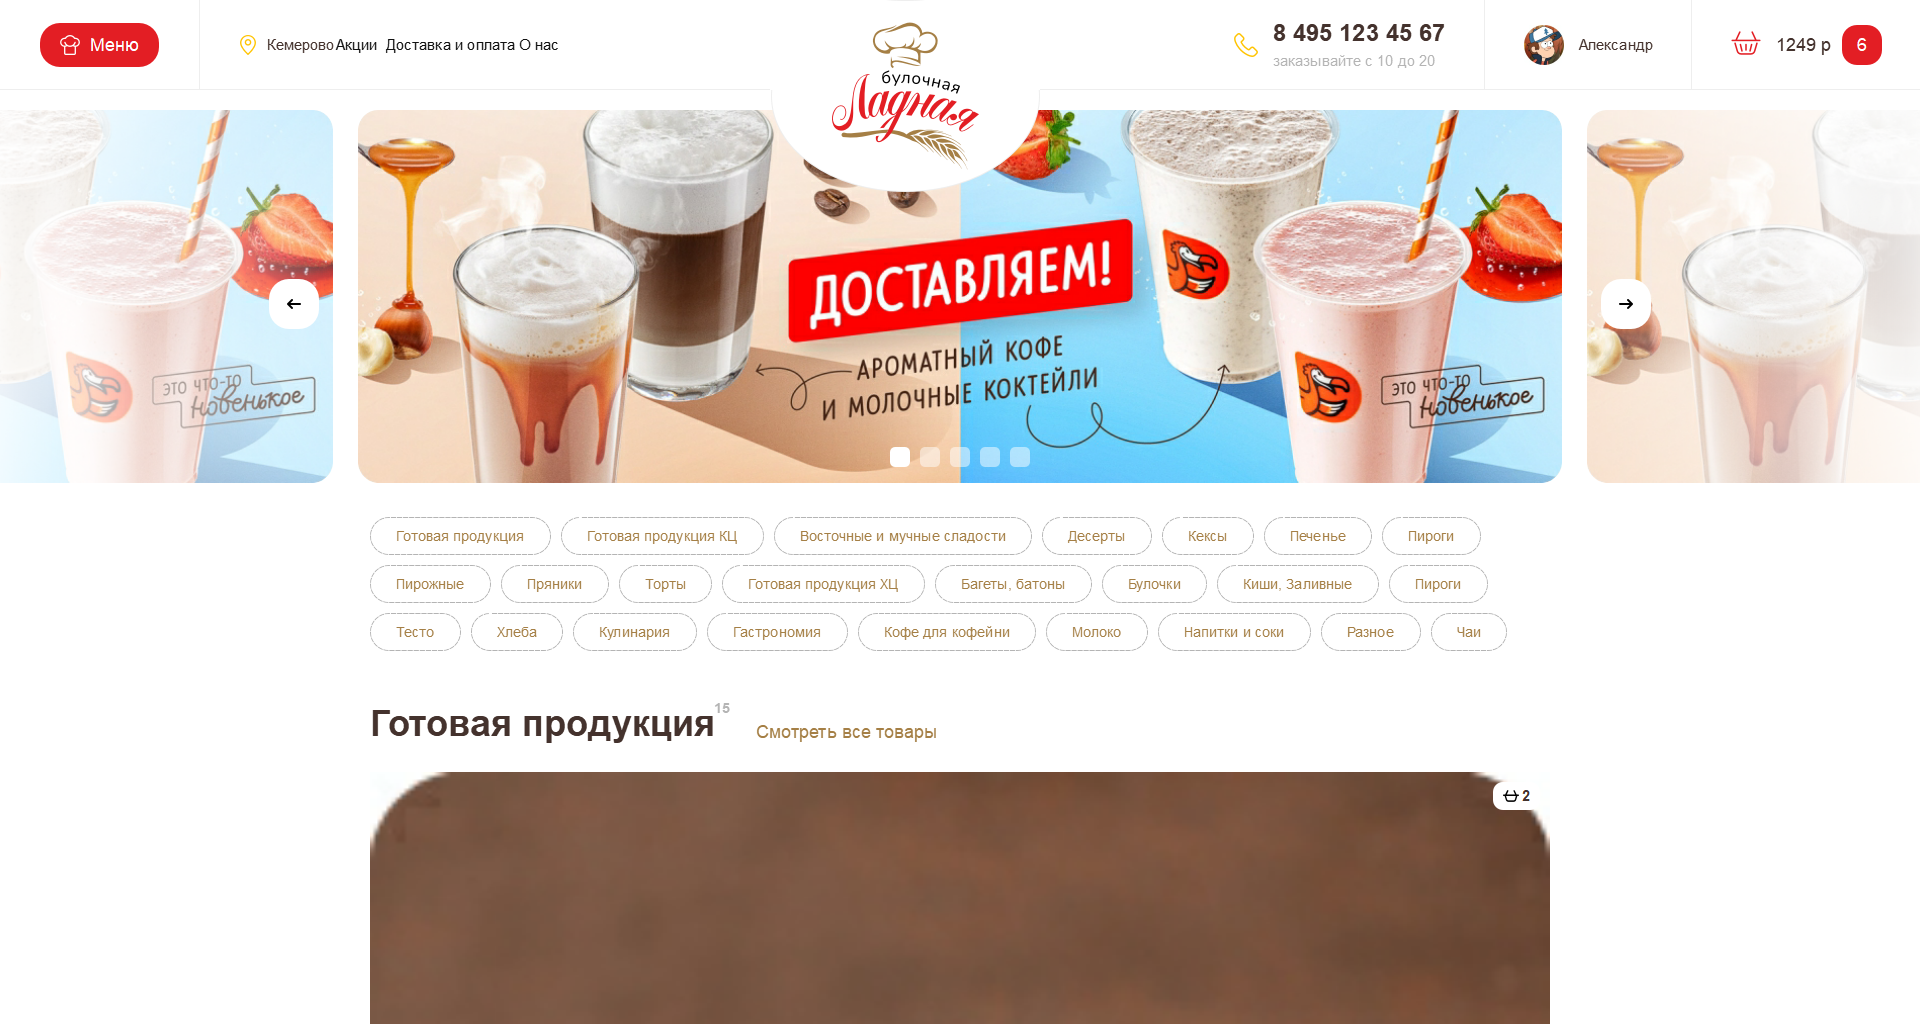 Меню
Кемерово Акции Доставка и оплата О нас
булочная
Ладная
8 495 123 45 67
заказывайте с 10 до 20
Александр
1249 р 6
ЭТО ЧТО-ТО
новенькое
ДОСТАВЛЯЕМ!
АРОМАТНЫЙ КОФЕ
И МОЛОЧНЫЕ КОКТЕЙЛИ
ЭТО ЧТО-ТО
новенькое
Готовая продукция Готовая продукция КЦ Восточные и мучные сладости Десерты Кексы Печенье Пироги
Пирожные Пряники Торты Готовая продукция ХЦ Багеты, батоны Булочки Киши, Заливные Пироги
Тесто Хлеба Кулинария Гастрономия Кофе для кофейни Молоко Напитки и соки Разное Чаи
Готовая продукция 15 Смотреть все товары
2